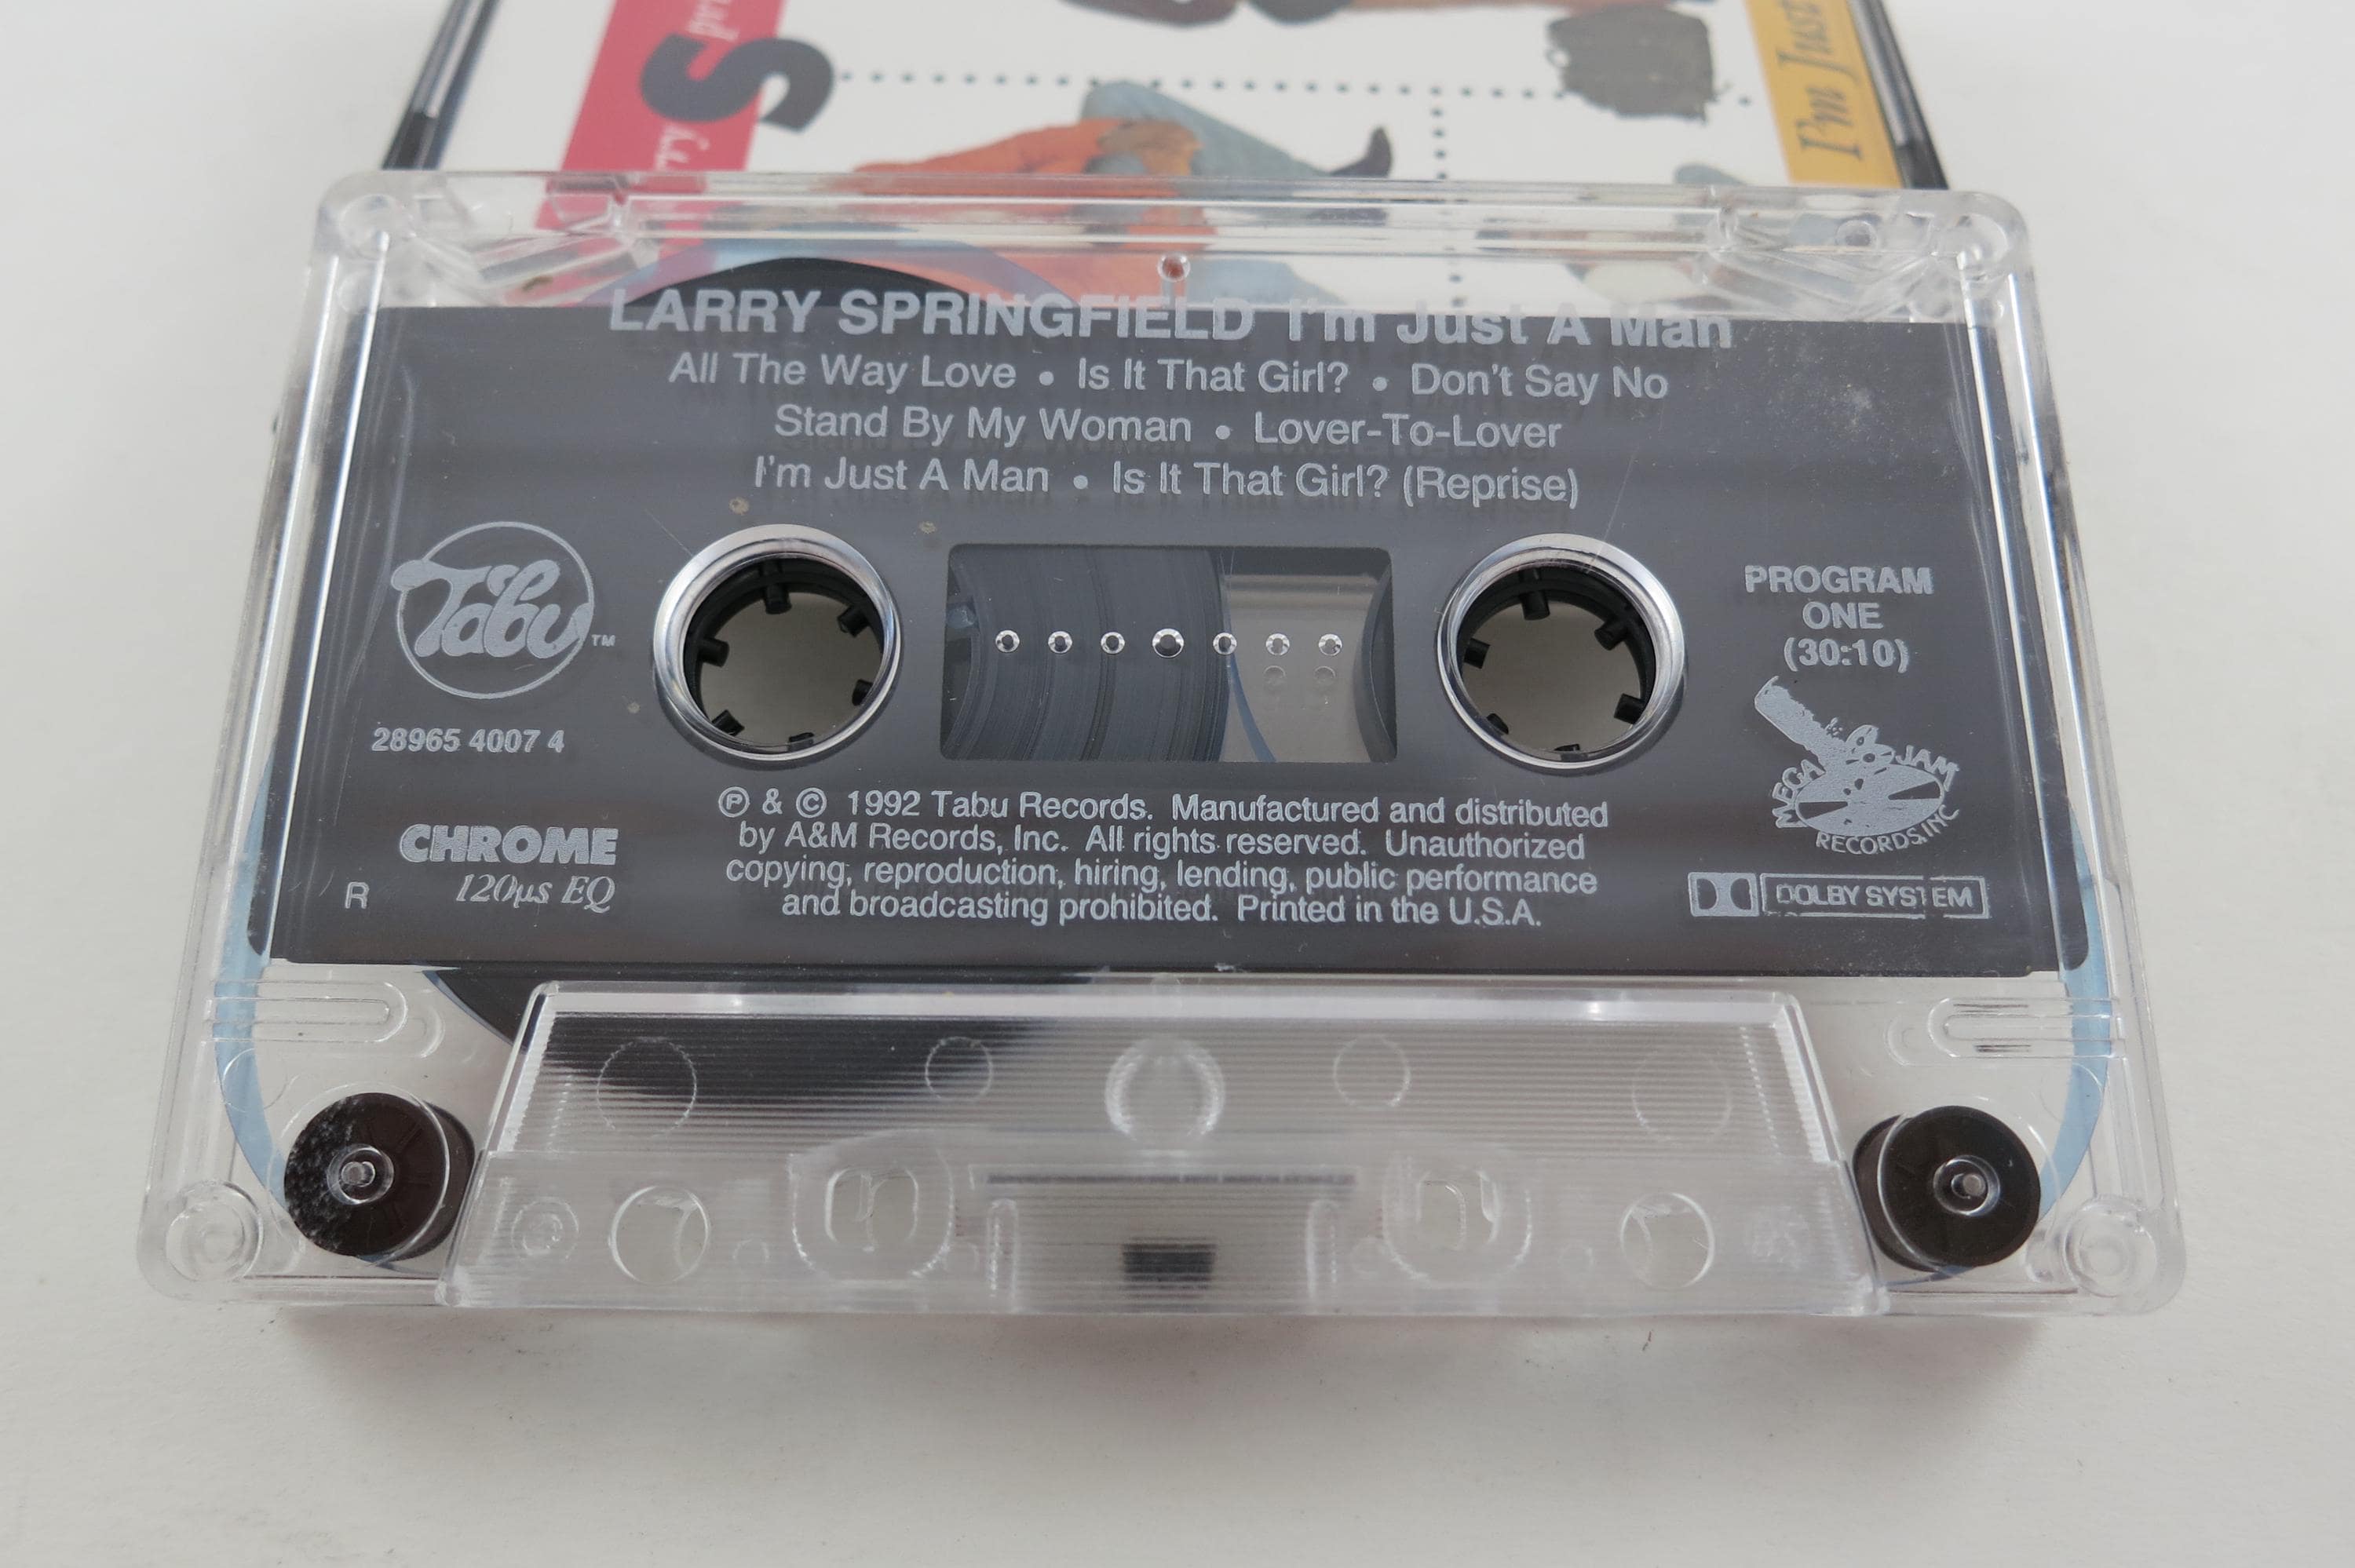 S
I'm Just
LARRY SPRINGFIELD I'm Just A Man
All The Way Love • Is It That Girl? • Don't Say No
Stand By My Woman • Lover-To-Lover
I'm Just A Man • Is It That Girl? (Reprise)
Tabu™
28965 4007 4
PROGRAM
ONE
(30:10)
MEGA JAM
RECORDS, INC.
CHROME
120µs EQ
R
℗ & © 1992 Tabu Records. Manufactured and distributed
by A&M Records, Inc. All rights reserved. Unauthorized
copying, reproduction, hiring, lending, public performance
and broadcasting prohibited. Printed in the U.S.A.
DOLBY SYSTEM